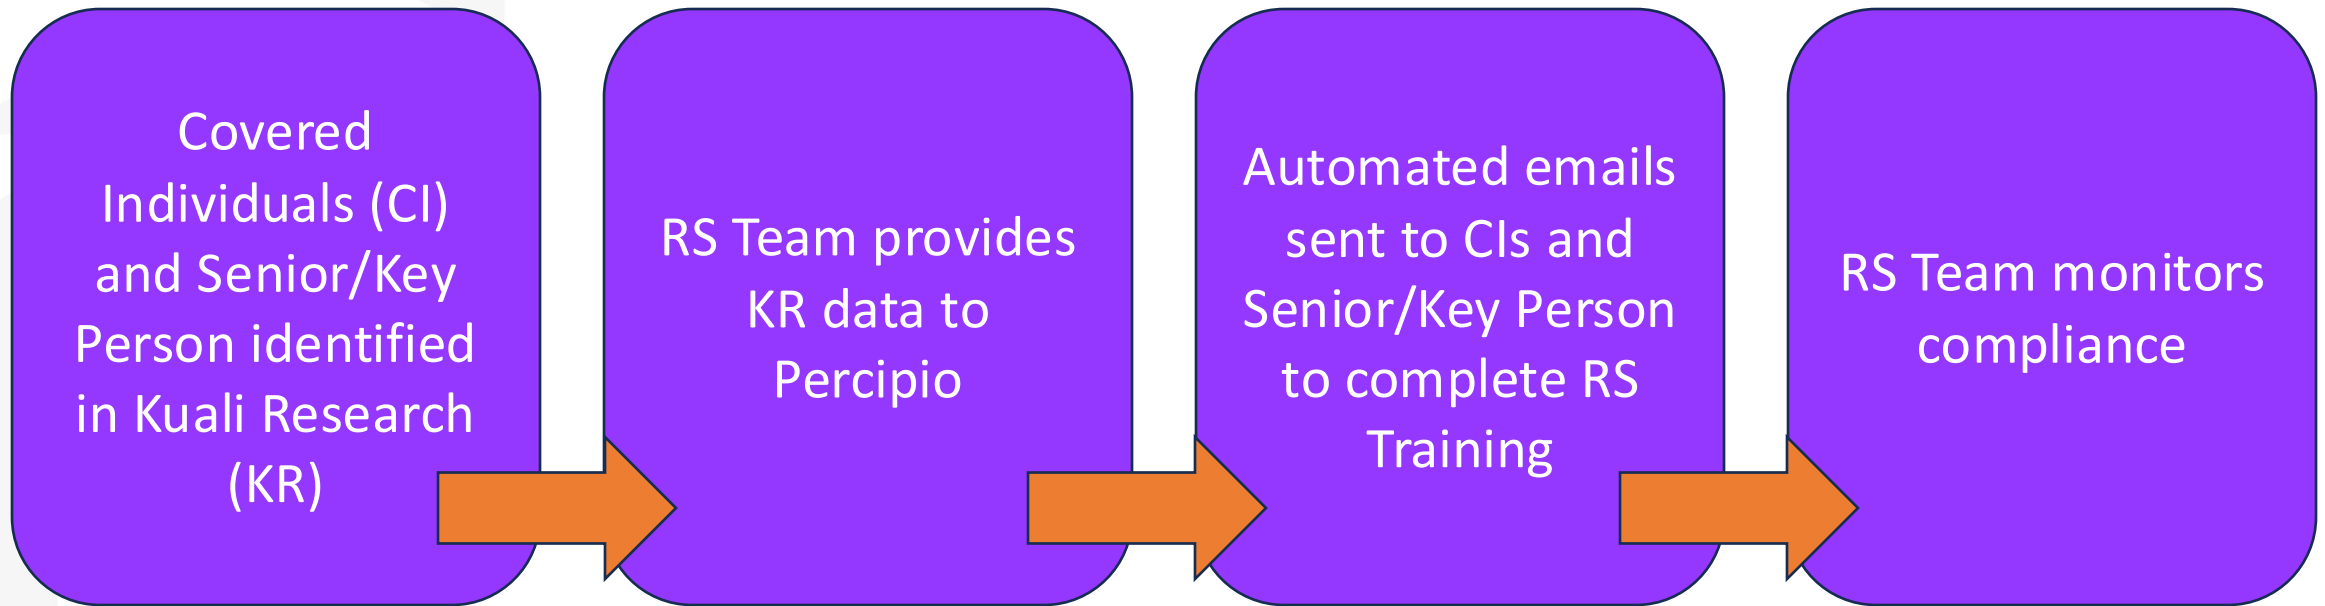 Covered
Individuals (CI)
and Senior/Key
Person identified
in Kuali Research
(KR)
RS Team provides
KR data to
Percipio
Automated emails
sent to CIs and
Senior/Key Person
to complete RS
Training
RS Team monitors
compliance